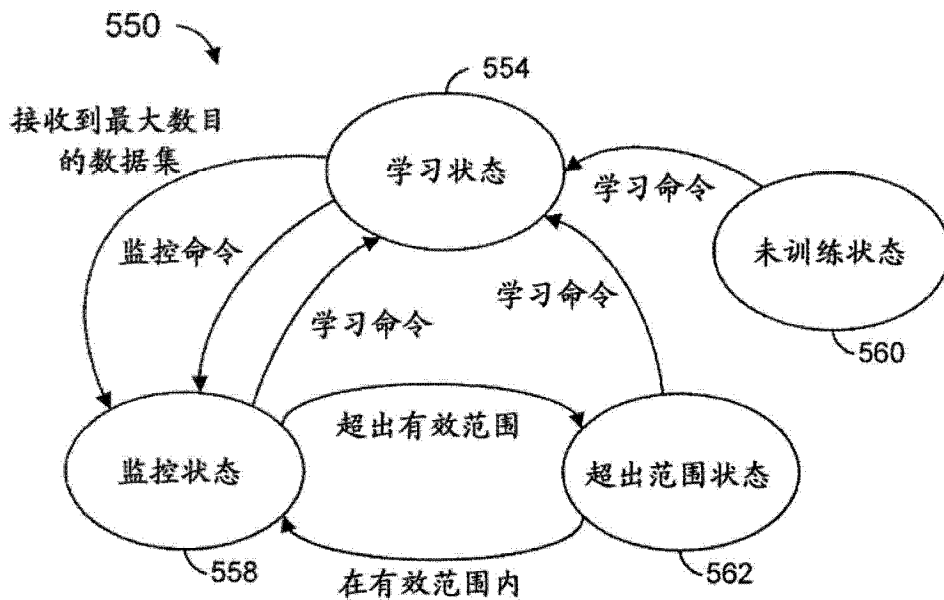 550
554
接收到最大数目
的数据集
学习状态
学习命令
监控命令
未训练状态
学习命令
学习命令
560
超出有效范围
监控状态
超出范围状态
558
562
在有效范围内